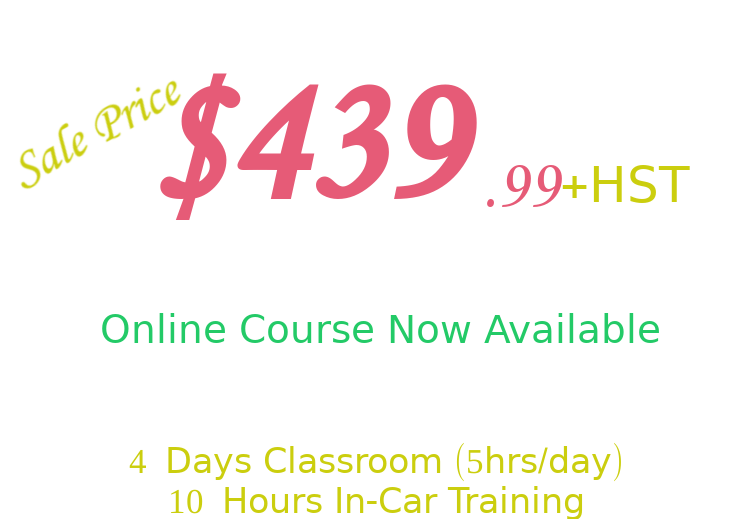 Sale Price $439.99+HST
Online Course Now Available
4 Days Classroom (5hrs/day)
10 Hours In-Car Training